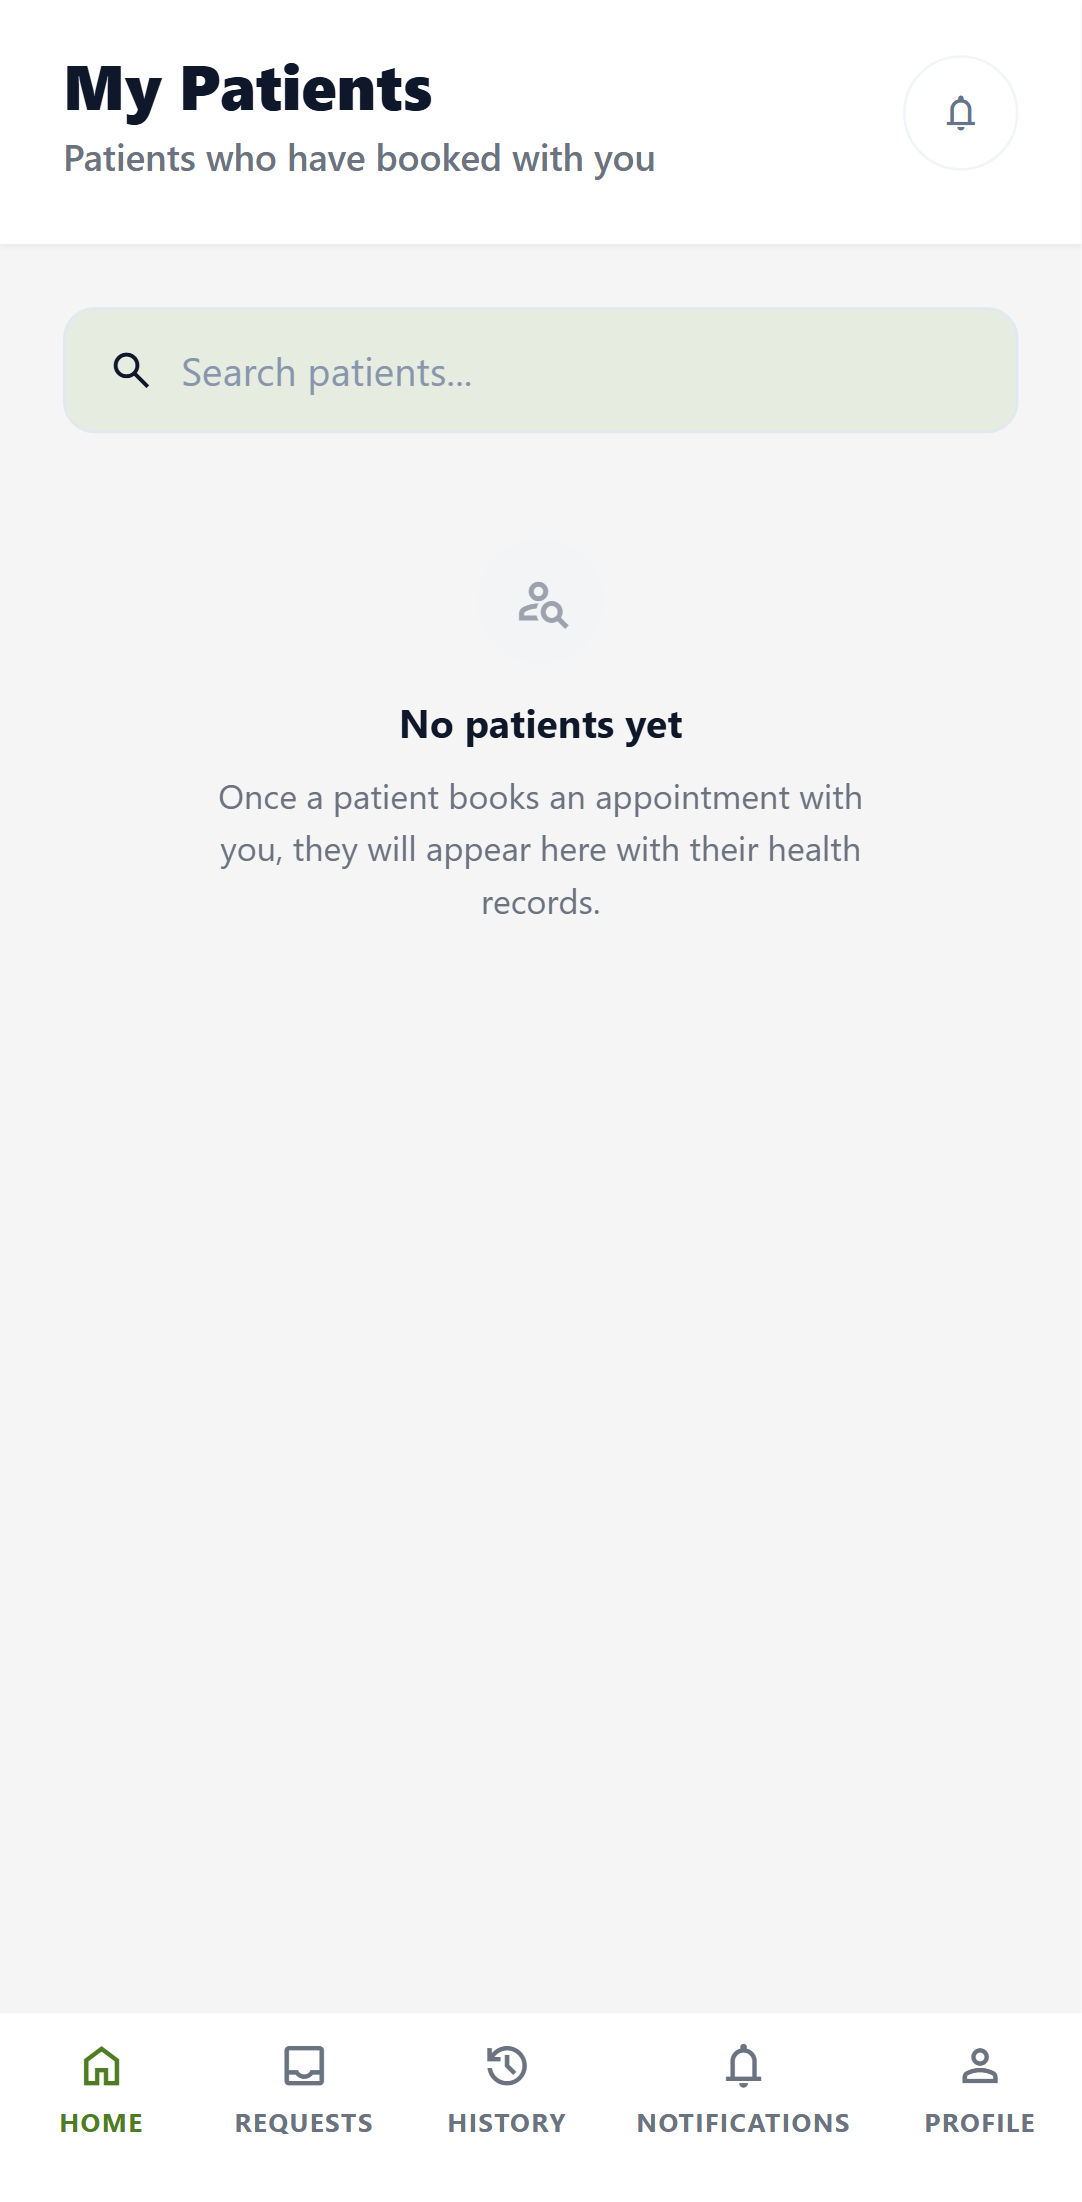 My Patients
Patients who have booked with you
Search patients...
No patients yet
Once a patient books an appointment with
you, they will appear here with their health
records.
HOME
REQUESTS
HISTORY
NOTIFICATIONS
PROFILE